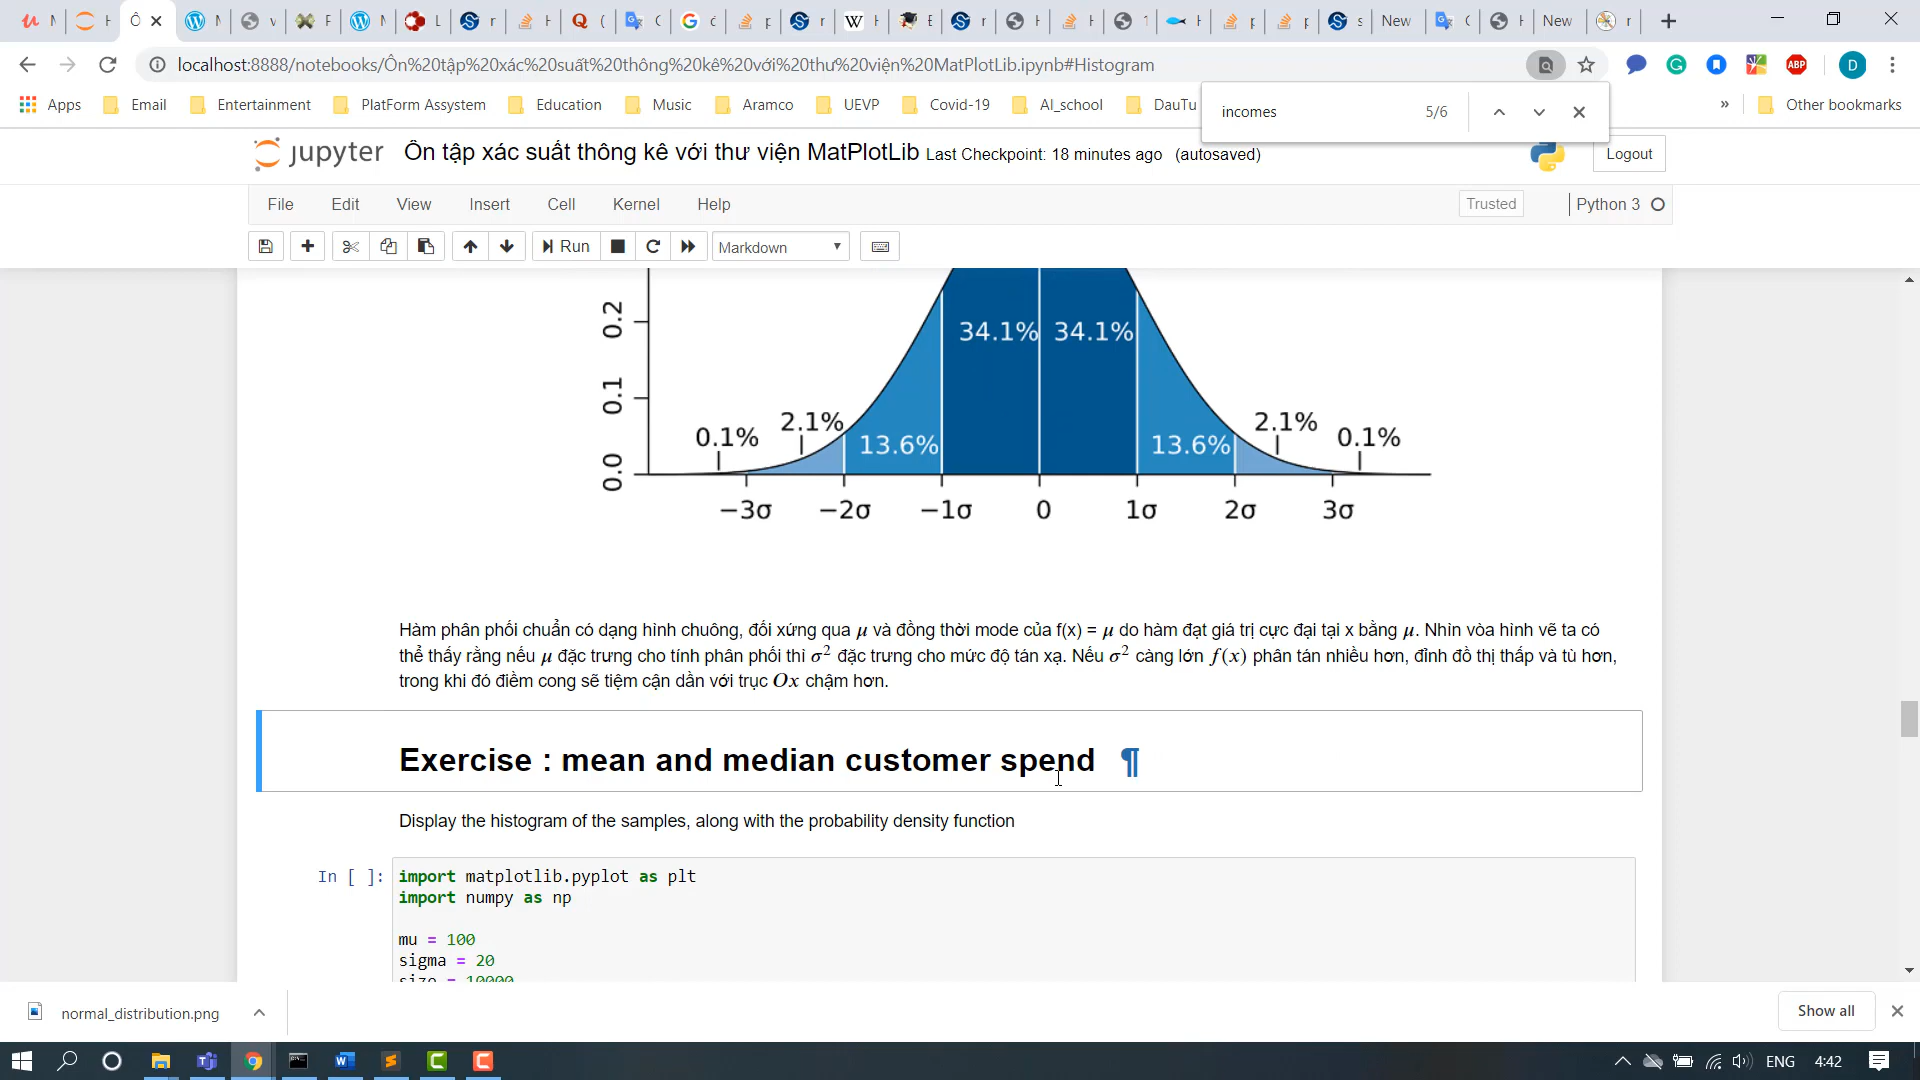 localhost:8888/notebooks/Ôn%20tập%20xác%20suất%20thông%20kê%20với%20thư%20viện%20MatPlotLib.ipynb#Histogram
Apps Email Entertainment PlatForm Assystem Education Music Aramco UEVP Covid-19 AI_school DauTu » Other bookmarks
incomes 5/6
jupyter Ôn tập xác suất thông kê với thư viện MatPlotLib Last Checkpoint: 18 minutes ago (autosaved) Logout
File Edit View Insert Cell Kernel Help Trusted Python 3
Run Markdown
0.2
34.1% 34.1%
0.1
0.1% 2.1% 13.6% 13.6% 2.1% 0.1%
0.0
−3σ −2σ −1σ 0 1σ 2σ 3σ
Hàm phân phối chuẩn có dạng hình chuông, đối xứng qua μ và đồng thời mode của f(x) = μ do hàm đạt giá trị cực đại tại x bằng μ. Nhìn vòa hình vẽ ta có
thể thấy rằng nếu μ đặc trưng cho tính phân phối thì σ² đặc trưng cho mức độ tán xạ. Nếu σ² càng lớn f(x) phân tán nhiều hơn, đỉnh đồ thị thấp và tù hơn,
trong khi đó điềm cong sẽ tiệm cận dần với trục Ox chậm hơn.
Exercise : mean and median customer spend ¶
Display the histogram of the samples, along with the probability density function
In [ ]: import matplotlib.pyplot as plt
import numpy as np
mu = 100
sigma = 20
size = 10000
normal_distribution.png Show all
ENG 4:42